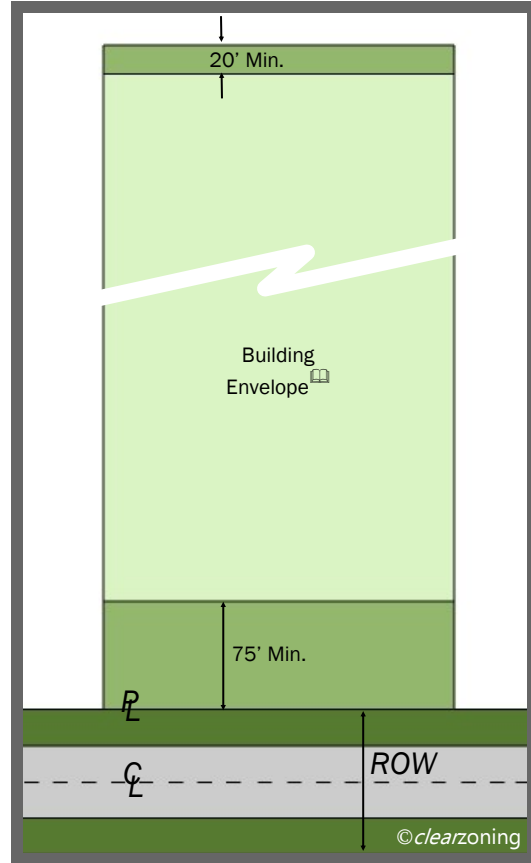 20’ Min.
Building
Envelope
75’ Min.
PL
CL
ROW
©clearzoning